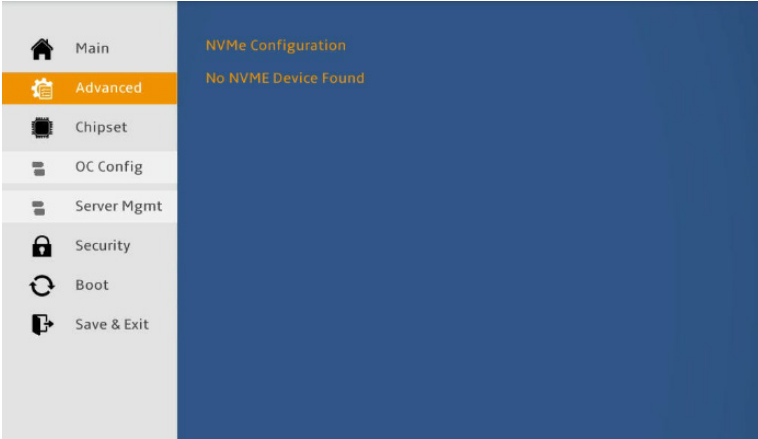 Main
Advanced
Chipset
OC Config
Server Mgmt
Security
Boot
Save & Exit
NVMe Configuration
No NVME Device Found